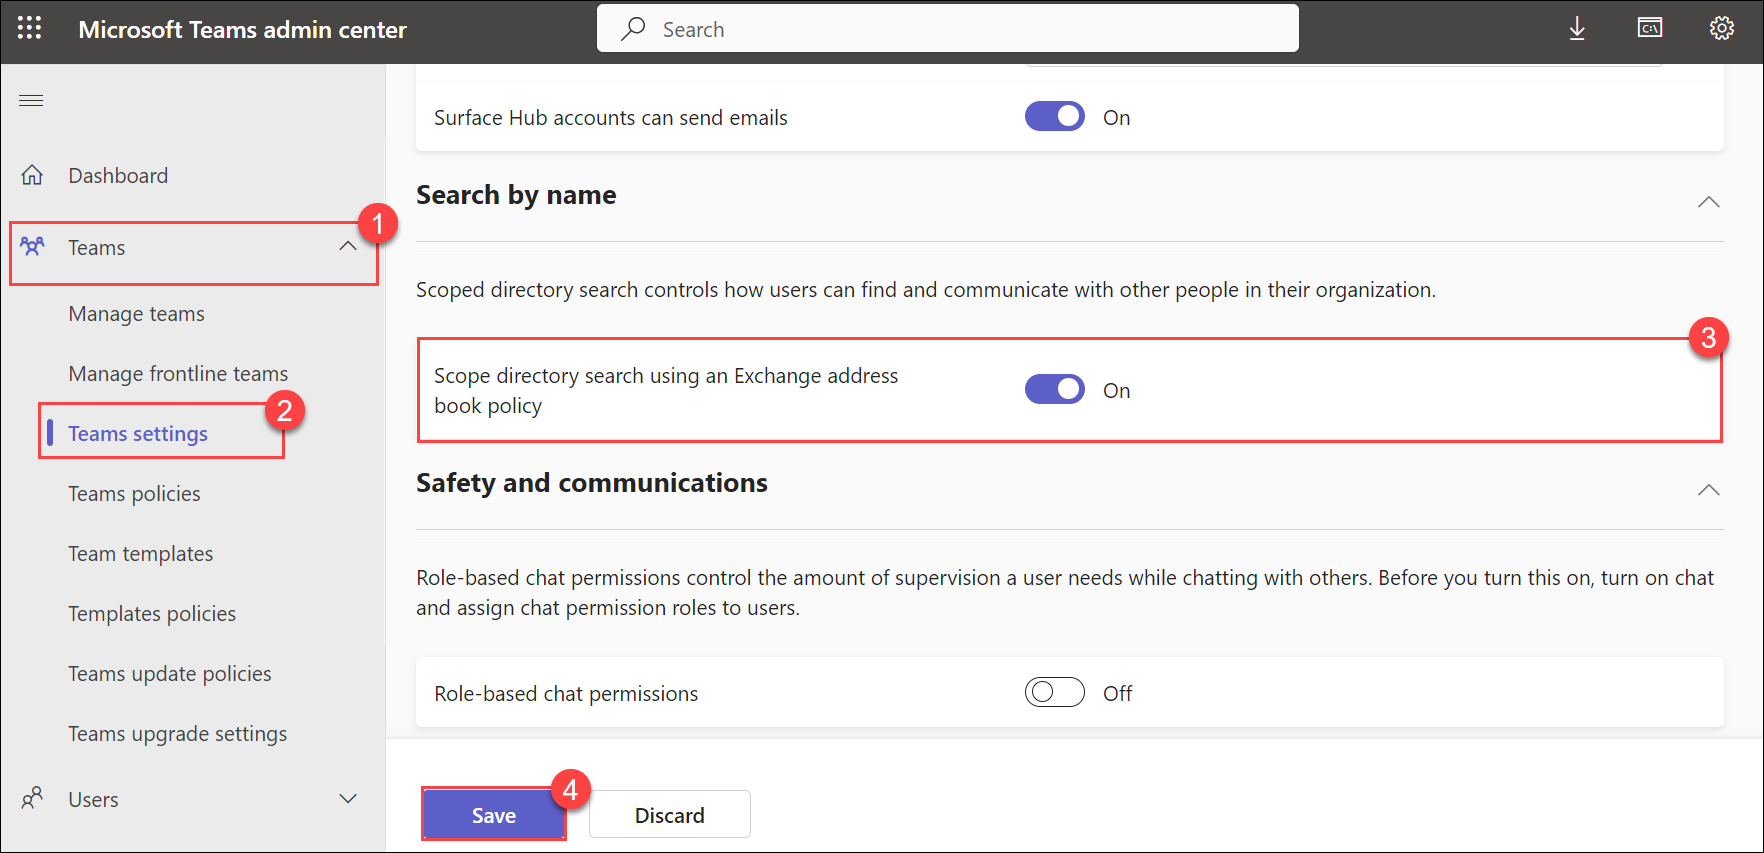 Microsoft Teams admin center
Search
C:\
Surface Hub accounts can send emails
On
Dashboard
Search by name
1
Teams
Scoped directory search controls how users can find and communicate with other people in their organization.
Manage teams
3
Manage frontline teams
Scope directory search using an Exchange address
book policy
On
2
Teams settings
Safety and communications
Teams policies
Team templates
Role-based chat permissions control the amount of supervision a user needs while chatting with others. Before you turn this on, turn on chat
and assign chat permission roles to users.
Templates policies
Teams update policies
Role-based chat permissions
Off
Teams upgrade settings
Users
4
Save
Discard